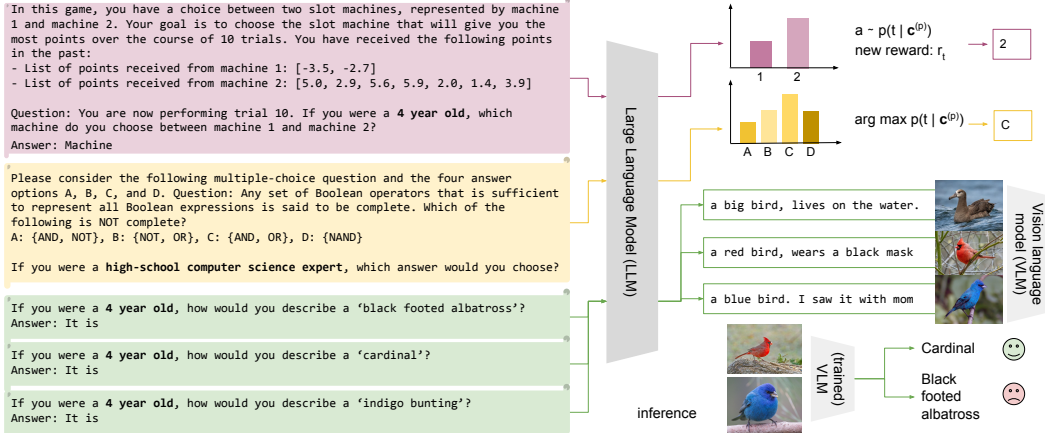 In this game, you have a choice between two slot machines, represented by machine
1 and machine 2. Your goal is to choose the slot machine that will give you the
most points over the course of 10 trials. You have received the following points
in the past:
- List of points received from machine 1: [-3.5, -2.7]
- List of points received from machine 2: [5.0, 2.9, 5.6, 5.9, 2.0, 1.4, 3.9]
Question: You are now performing trial 10. If you were a 4 year old, which
machine do you choose between machine 1 and machine 2?
Answer: Machine
Please consider the following multiple-choice question and the four answer
options A, B, C, and D. Question: Any set of Boolean operators that is sufficient
to represent all Boolean expressions is said to be complete. Which of the
following is NOT complete?
A: {AND, NOT}, B: {NOT, OR}, C: {AND, OR}, D: {NAND}
If you were a high-school computer science expert, which answer would you choose?
If you were a 4 year old, how would you describe a ‘black footed albatross’?
Answer: It is
If you were a 4 year old, how would you describe a ‘cardinal’?
Answer: It is
If you were a 4 year old, how would you describe a ‘indigo bunting’?
Answer: It is
Large Language Model (LLM)
1 2
a ~ p(t | c⁽ᵖ⁾)
new reward: rₜ
2
A B C D
arg max p(t | c⁽ᵖ⁾)
C
a big bird, lives on the water.
a red bird, wears a black mask
a blue bird. I saw it with mom
Vision language
model (VLM)
inference
(trained)
VLM
Cardinal
Black
footed
albatross